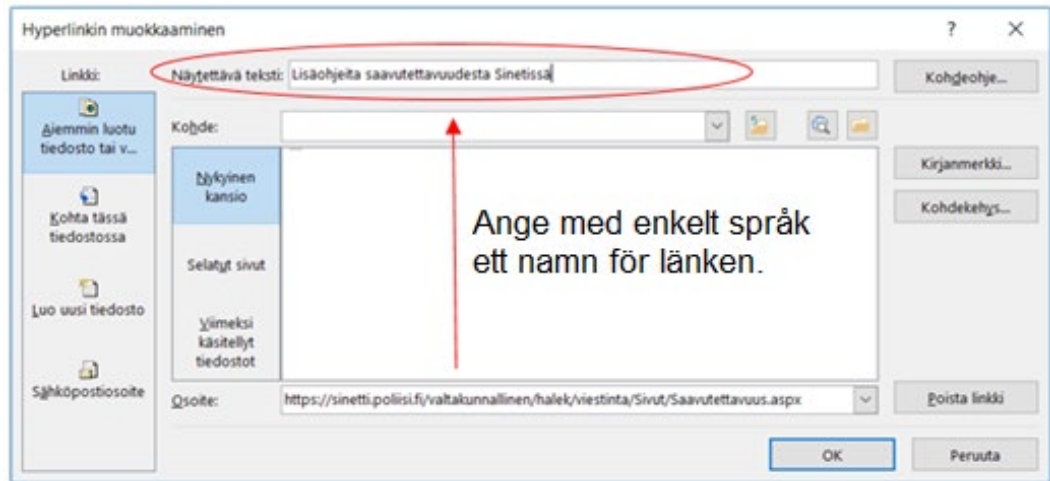 Hyperlinkin muokkaaminen
? ×
Linkki:
Näytettävä teksti: Lisäohjeita saavutettavuudesta Sinetissä
Kohdeohje...
Aiemmin luotu
tiedosto tai v...
Kohde:
Nykyinen
kansio
Kirjanmerkki...
Kohta tässä
tiedostossa
Kohdekehys...
Ange med enkelt språk
ett namn för länken.
Selatut sivut
Luo uusi tiedosto
Viimeksi
käsitellyt
tiedostot
Sähköpostiosoite
Osoite: https://sinetti.poliisi.fi/valtakunnallinen/halek/viestinta/Sivut/Saavutettavuus.aspx
Poista linkki
OK
Peruuta